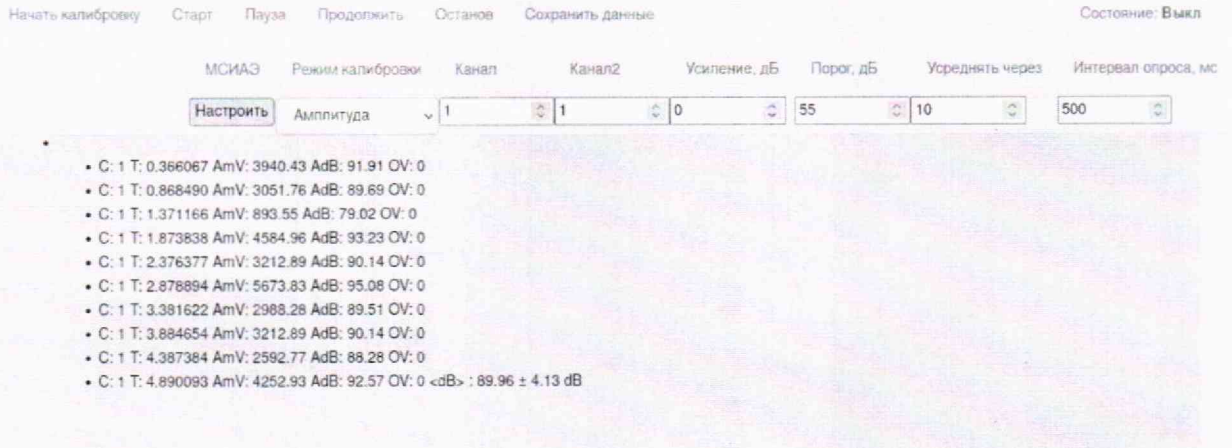 Начать калибровку Старт Пауза Продолжить Останов Сохранить данные Состояние: Выкл
МСИАЭ Режим калибровки Канал Канал2 Усиление, дБ Порог, дБ Усреднять через Интервал опроса, мс
Настроить Амплитуда 1 1 0 55 10 500
• C: 1 T: 0.366067 AmV: 3940.43 AdB: 91.91 OV: 0
• C: 1 T: 0.868490 AmV: 3051.76 AdB: 89.69 OV: 0
• C: 1 T: 1.371166 AmV: 893.55 AdB: 79.02 OV: 0
• C: 1 T: 1.873838 AmV: 4584.96 AdB: 93.23 OV: 0
• C: 1 T: 2.376377 AmV: 3212.89 AdB: 90.14 OV: 0
• C: 1 T: 2.878894 AmV: 5673.83 AdB: 95.08 OV: 0
• C: 1 T: 3.381622 AmV: 2988.28 AdB: 89.51 OV: 0
• C: 1 T: 3.884654 AmV: 3212.89 AdB: 90.14 OV: 0
• C: 1 T: 4.387384 AmV: 2592.77 AdB: 88.28 OV: 0
• C: 1 T: 4.890093 AmV: 4252.93 AdB: 92.57 OV: 0 <dB> : 89.96 ± 4.13 dB